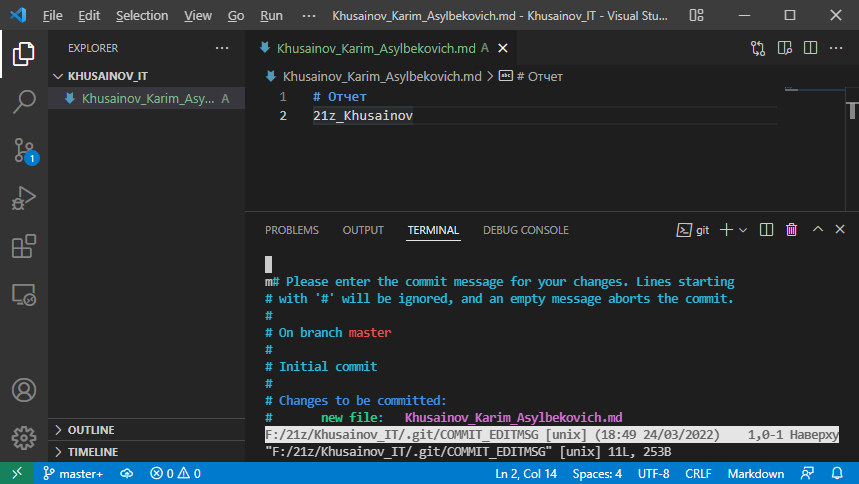 File Edit Selection View Go Run ··· Khusainov_Karim_Asylbekovich.md - Khusainov_IT - Visual Stu...
EXPLORER ···
KHUSAINOV_IT
Khusainov_Karim_Asy... A
1
OUTLINE
TIMELINE
Khusainov_Karim_Asylbekovich.md A
Khusainov_Karim_Asylbekovich.md > # Отчет
1 # Отчет
2 21z_Khusainov
PROBLEMS OUTPUT TERMINAL DEBUG CONSOLE git
m# Please enter the commit message for your changes. Lines starting
# with '#' will be ignored, and an empty message aborts the commit.
#
# On branch master
#
# Initial commit
#
# Changes to be committed:
# new file: Khusainov_Karim_Asylbekovich.md
F:/21z/Khusainov_IT/.git/COMMIT_EDITMSG [unix] (18:49 24/03/2022) 1,0-1 Наверху
"F:/21z/Khusainov_IT/.git/COMMIT_EDITMSG" [unix] 11L, 253B
master+ 0 0 Ln 2, Col 14 Spaces: 4 UTF-8 CRLF Markdown